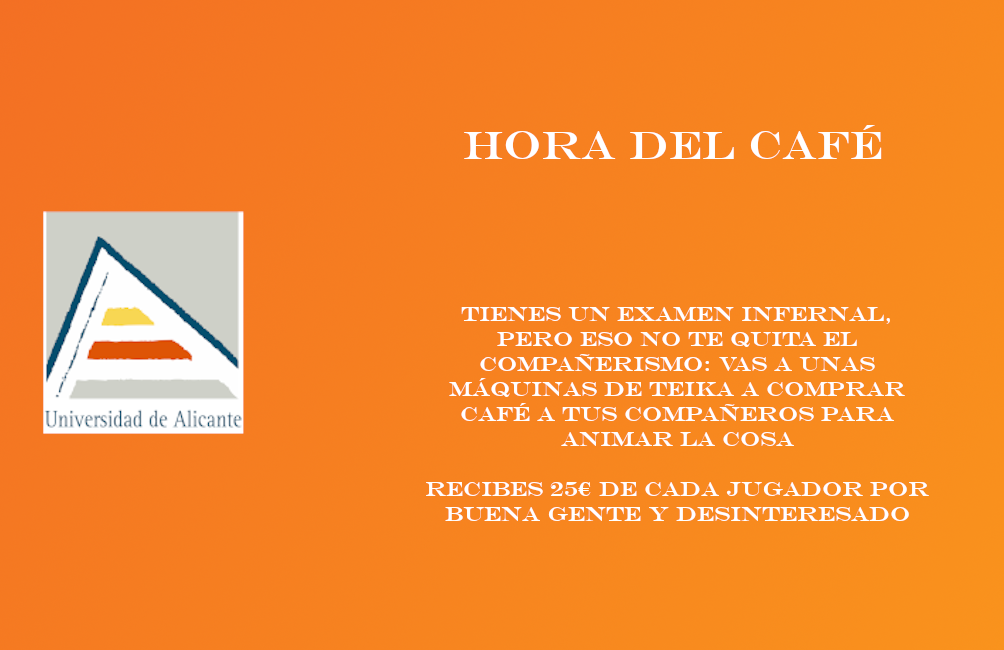 HORA DEL CAFÉ
Universidad de Alicante
TIENES UN EXAMEN INFERNAL,
PERO ESO NO TE QUITA EL
COMPAÑERISMO: VAS A UNAS
MÁQUINAS DE TEIKA A COMPRAR
CAFÉ A TUS COMPAÑEROS PARA
ANIMAR LA COSA
RECIBES 25€ DE CADA JUGADOR POR
BUENA GENTE Y DESINTERESADO